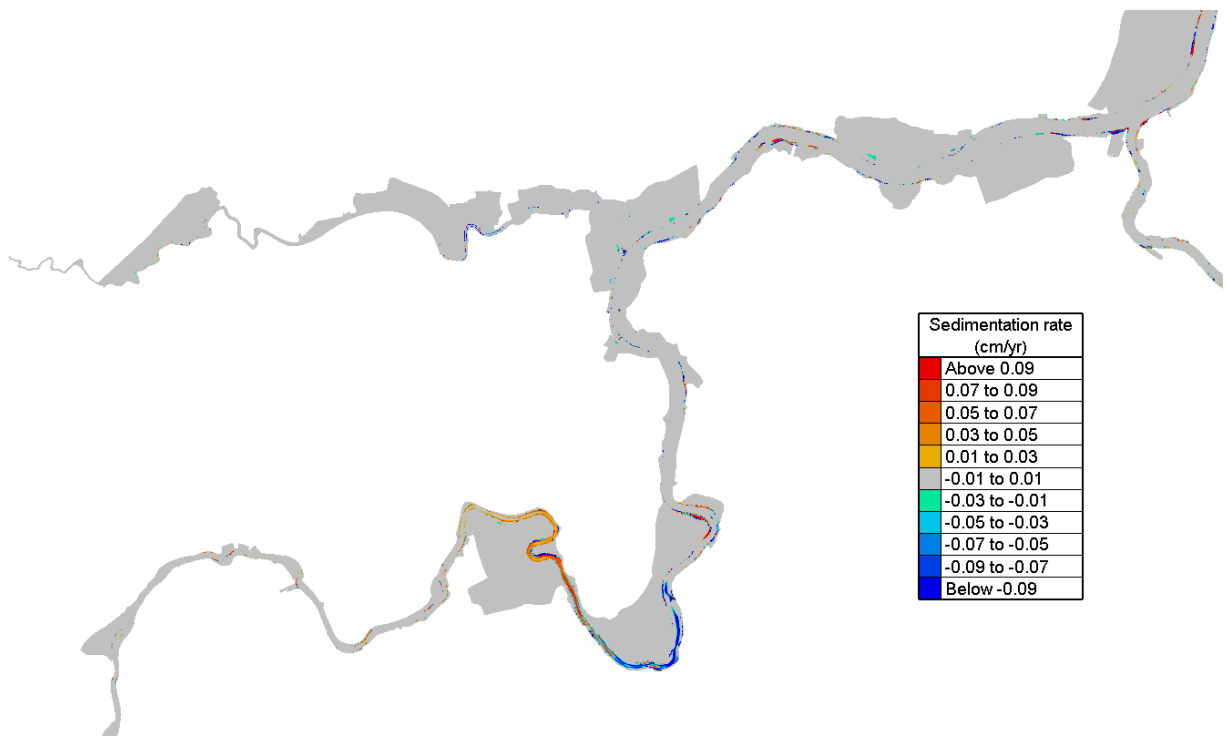 Sedimentation rate
(cm/yr)
Above 0.09
0.07 to 0.09
0.05 to 0.07
0.03 to 0.05
0.01 to 0.03
-0.01 to 0.01
-0.03 to -0.01
-0.05 to -0.03
-0.07 to -0.05
-0.09 to -0.07
Below -0.09